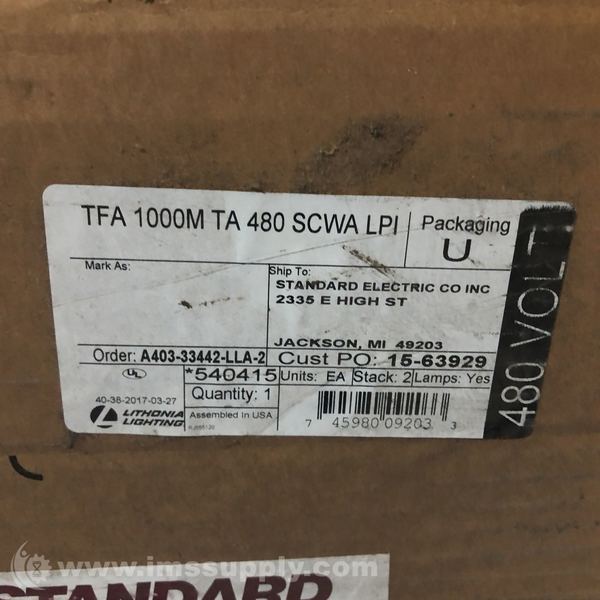 TFA 1000M TA 480 SCWA LPI
Packaging
U
480 VOLT
Mark As:
Ship To:
STANDARD ELECTRIC CO INC
2335 E HIGH ST
JACKSON, MI 49203
Order: A403-33442-LLA-2
Cust PO: 15-63929
UL
*540415
Units: EA
Stack: 2
Lamps: Yes
40-38-2017-03-27
Quantity: 1
LITHONIA
LIGHTING
Assembled in USA
7 45980 09203 3
© www.imssupply.com
STANDARD